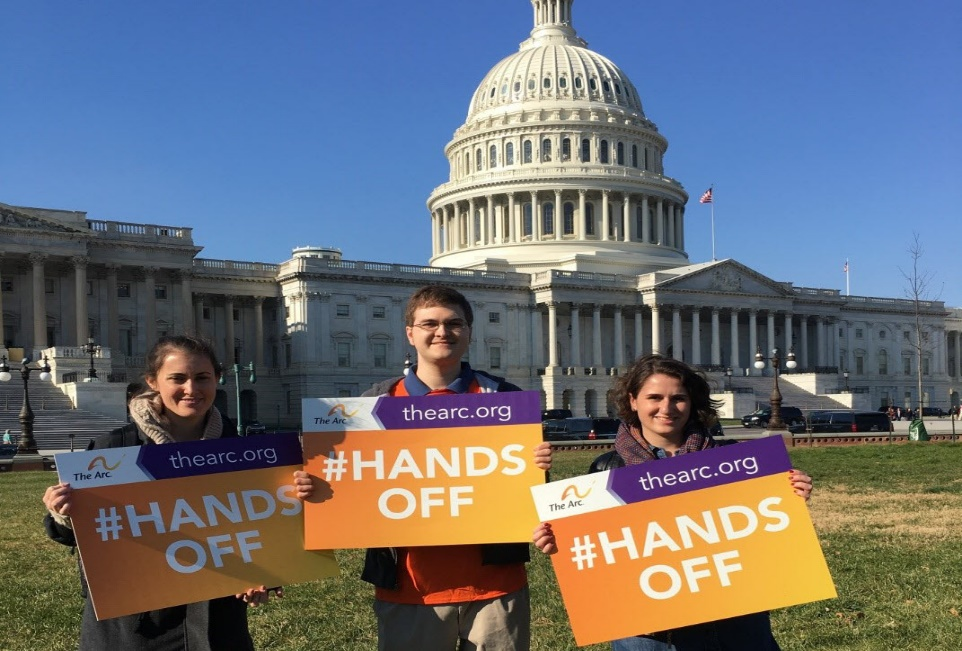 The Arc.
thearc.org
#HANDS
OFF
The Arc.
thearc.org
#HANDS
OFF
The Arc.
thearc.org
#HANDS
OFF